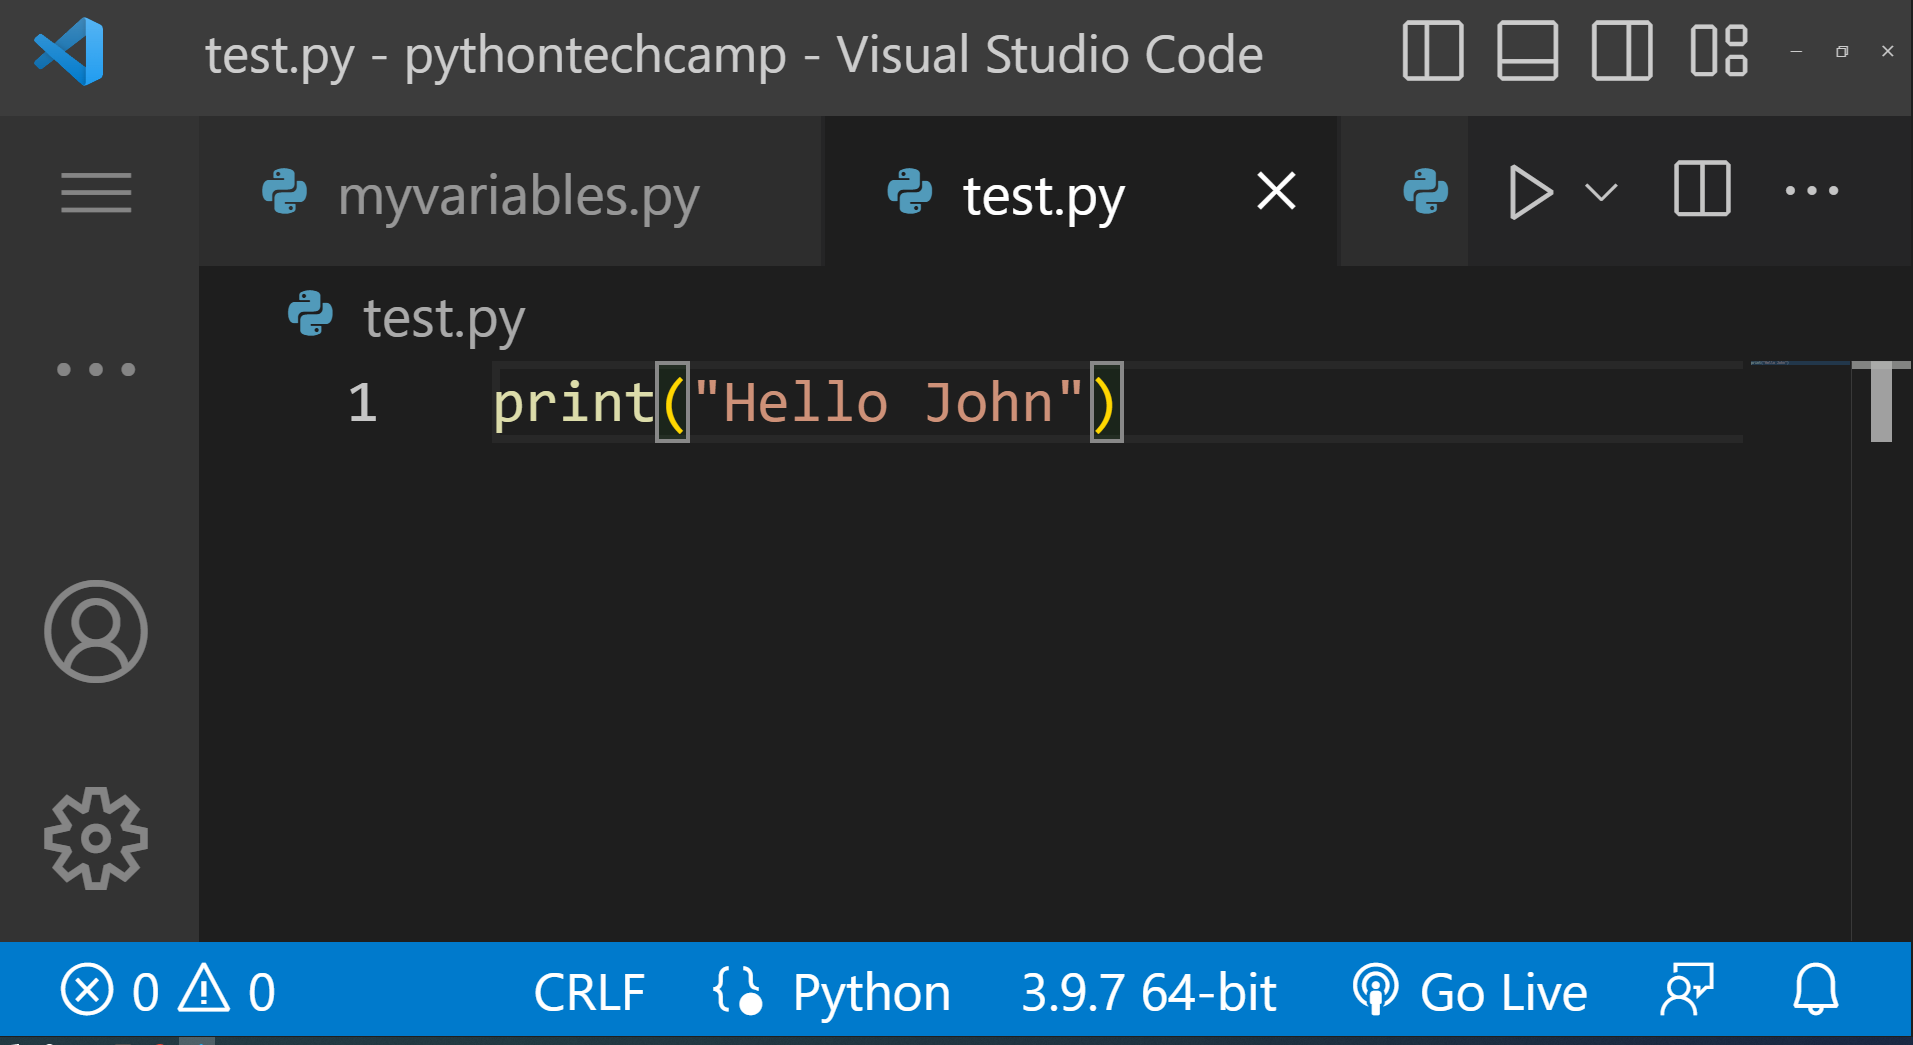 test.py - pythontechcamp - Visual Studio Code
myvariables.py test.py
test.py
1 print("Hello John")
0 0 CRLF Python 3.9.7 64-bit Go Live